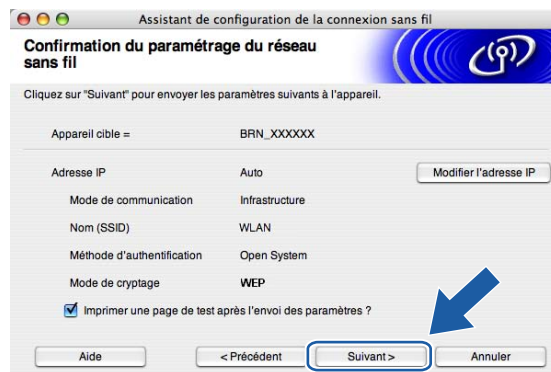 Assistant de configuration de la connexion sans fil
Confirmation du paramétrage du réseau
sans fil
Cliquez sur "Suivant" pour envoyer les paramètres suivants à l'appareil.
Appareil cible = BRN_XXXXXX
Adresse IP Auto Modifier l'adresse IP
Mode de communication Infrastructure
Nom (SSID) WLAN
Méthode d'authentification Open System
Mode de cryptage WEP
Imprimer une page de test après l'envoi des paramètres ?
Aide < Précédent Suivant > Annuler